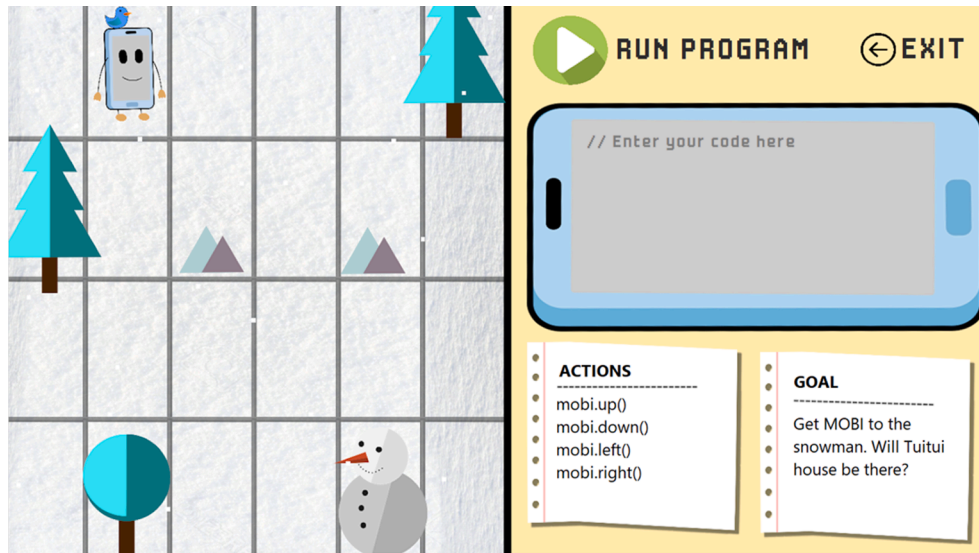 RUN PROGRAM
EXIT
// Enter your code here
ACTIONS
----------------------
mobi.up()
mobi.down()
mobi.left()
mobi.right()
GOAL
----------------------
Get MOBI to the
snowman. Will Tuitui
house be there?